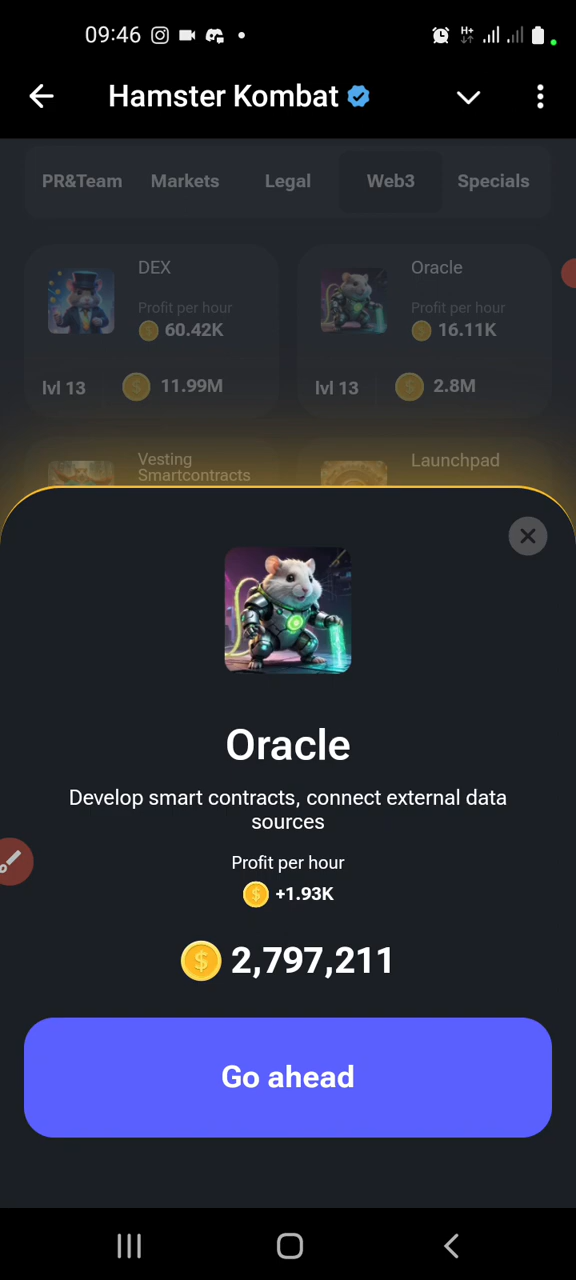 09:46
Hamster Kombat
PR&Team Markets Legal Web3 Specials
DEX
Profit per hour
60.42K
lvl 13 11.99M
Oracle
Profit per hour
16.11K
lvl 13 2.8M
Vesting
Smartcontracts
Launchpad
Oracle
Develop smart contracts, connect external data
sources
Profit per hour
+1.93K
2,797,211
Go ahead